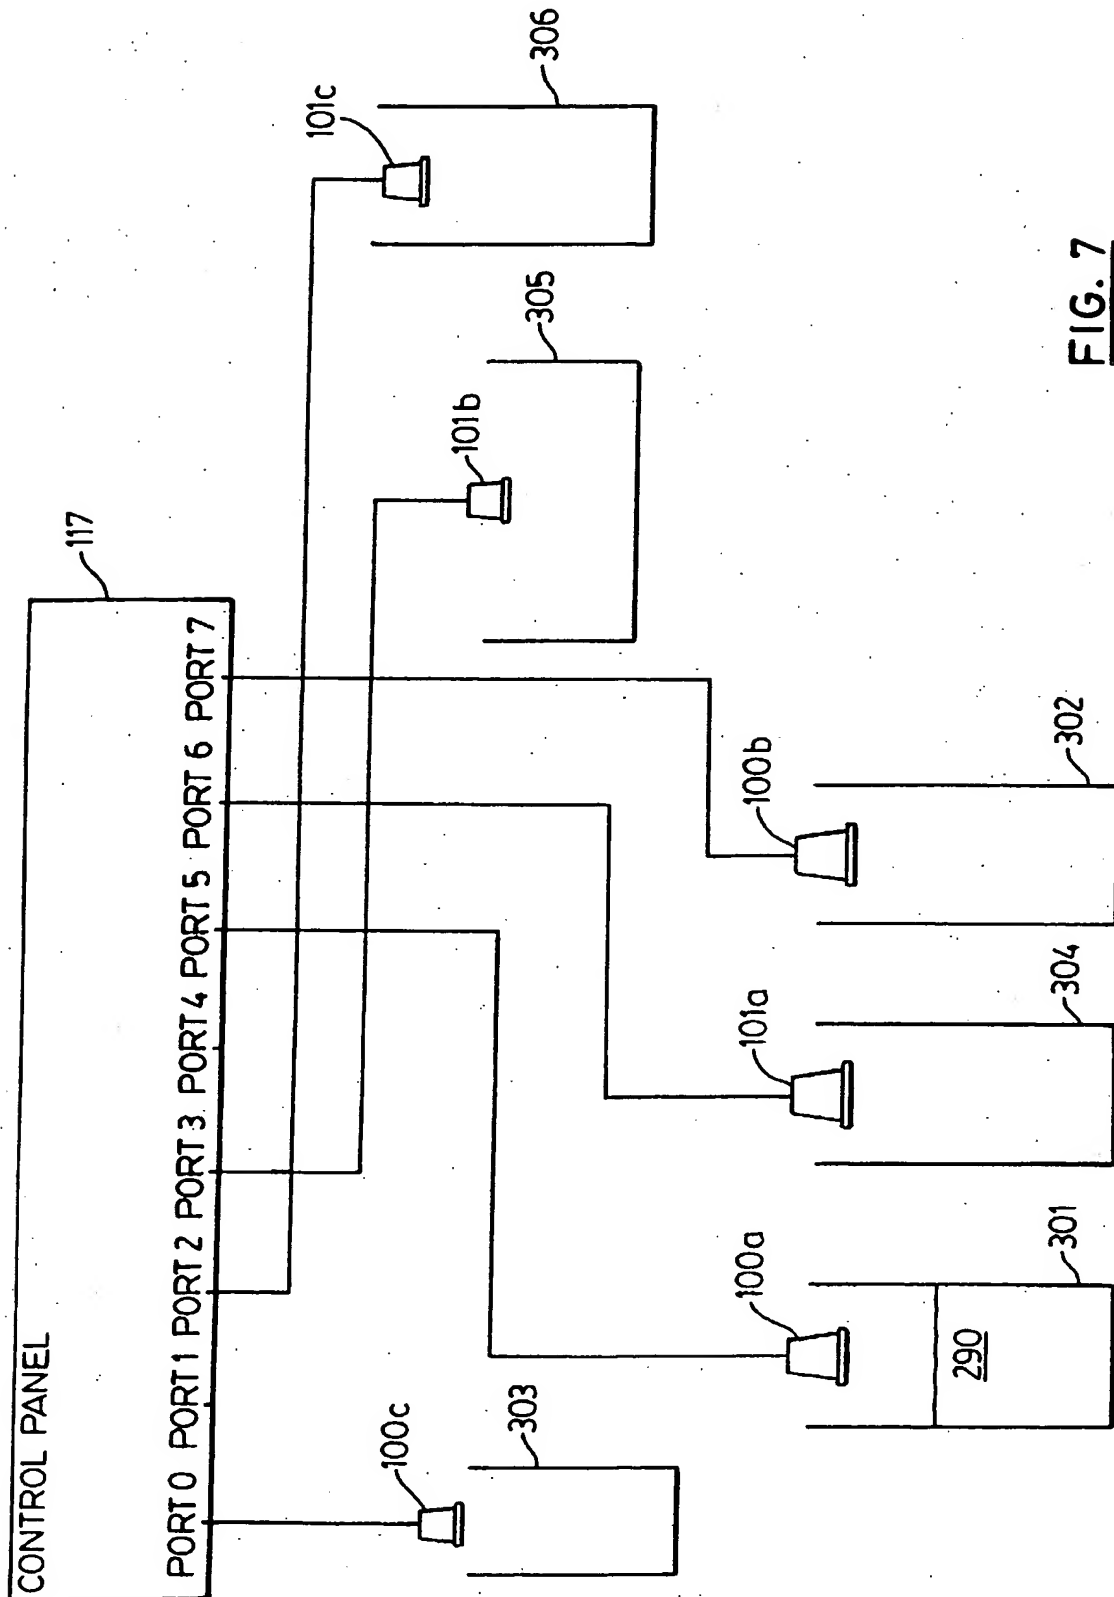 CONTROL PANEL
117
PORT 0 PORT 1 PORT 2 PORT 3 PORT 4 PORT 5 PORT 6 PORT 7
101c
306
100c
303
101b
305
100a
290
301
101a
304
100b
302
FIG. 7